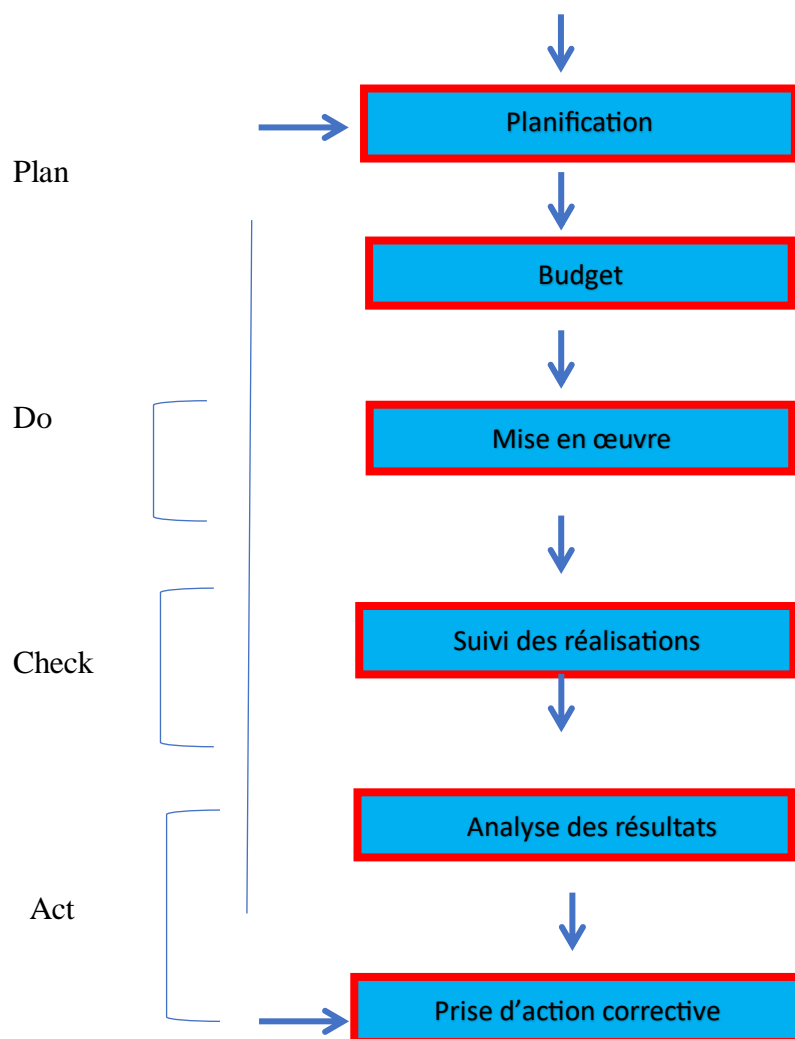 Planification
Plan
Budget
Do
Mise en œuvre
Suivi des réalisations
Check
Analyse des résultats
Act
Prise d’action corrective